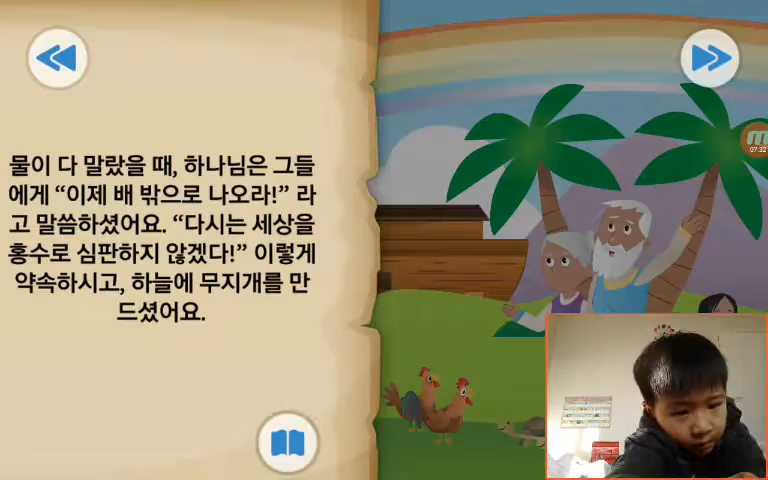 물이 다 말랐을 때, 하나님은 그들
에게 “이제 배 밖으로 나오라!” 라
고 말씀하셨어요. “다시는 세상을
홍수로 심판하지 않겠다!” 이렇게
약속하시고, 하늘에 무지개를 만
드셨어요.
07:32